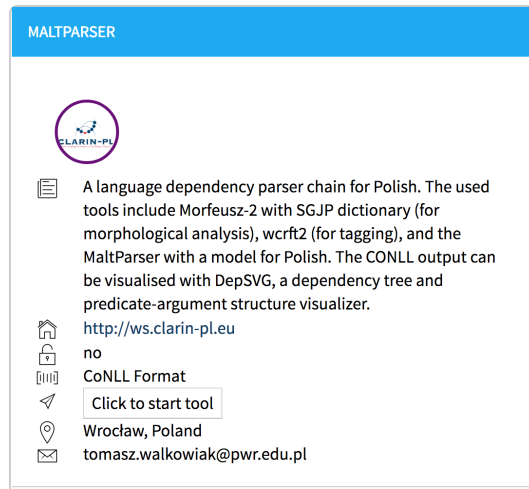 MALTPARSER
CLARIN-PL
A language dependency parser chain for Polish. The used
tools include Morfeusz-2 with SGJP dictionary (for
morphological analysis), wcrft2 (for tagging), and the
MaltParser with a model for Polish. The CONLL output can
be visualised with DepSVG, a dependency tree and
predicate-argument structure visualizer.
http://ws.clarin-pl.eu
no
CoNLL Format
Click to start tool
Wrocław, Poland
tomasz.walkowiak@pwr.edu.pl